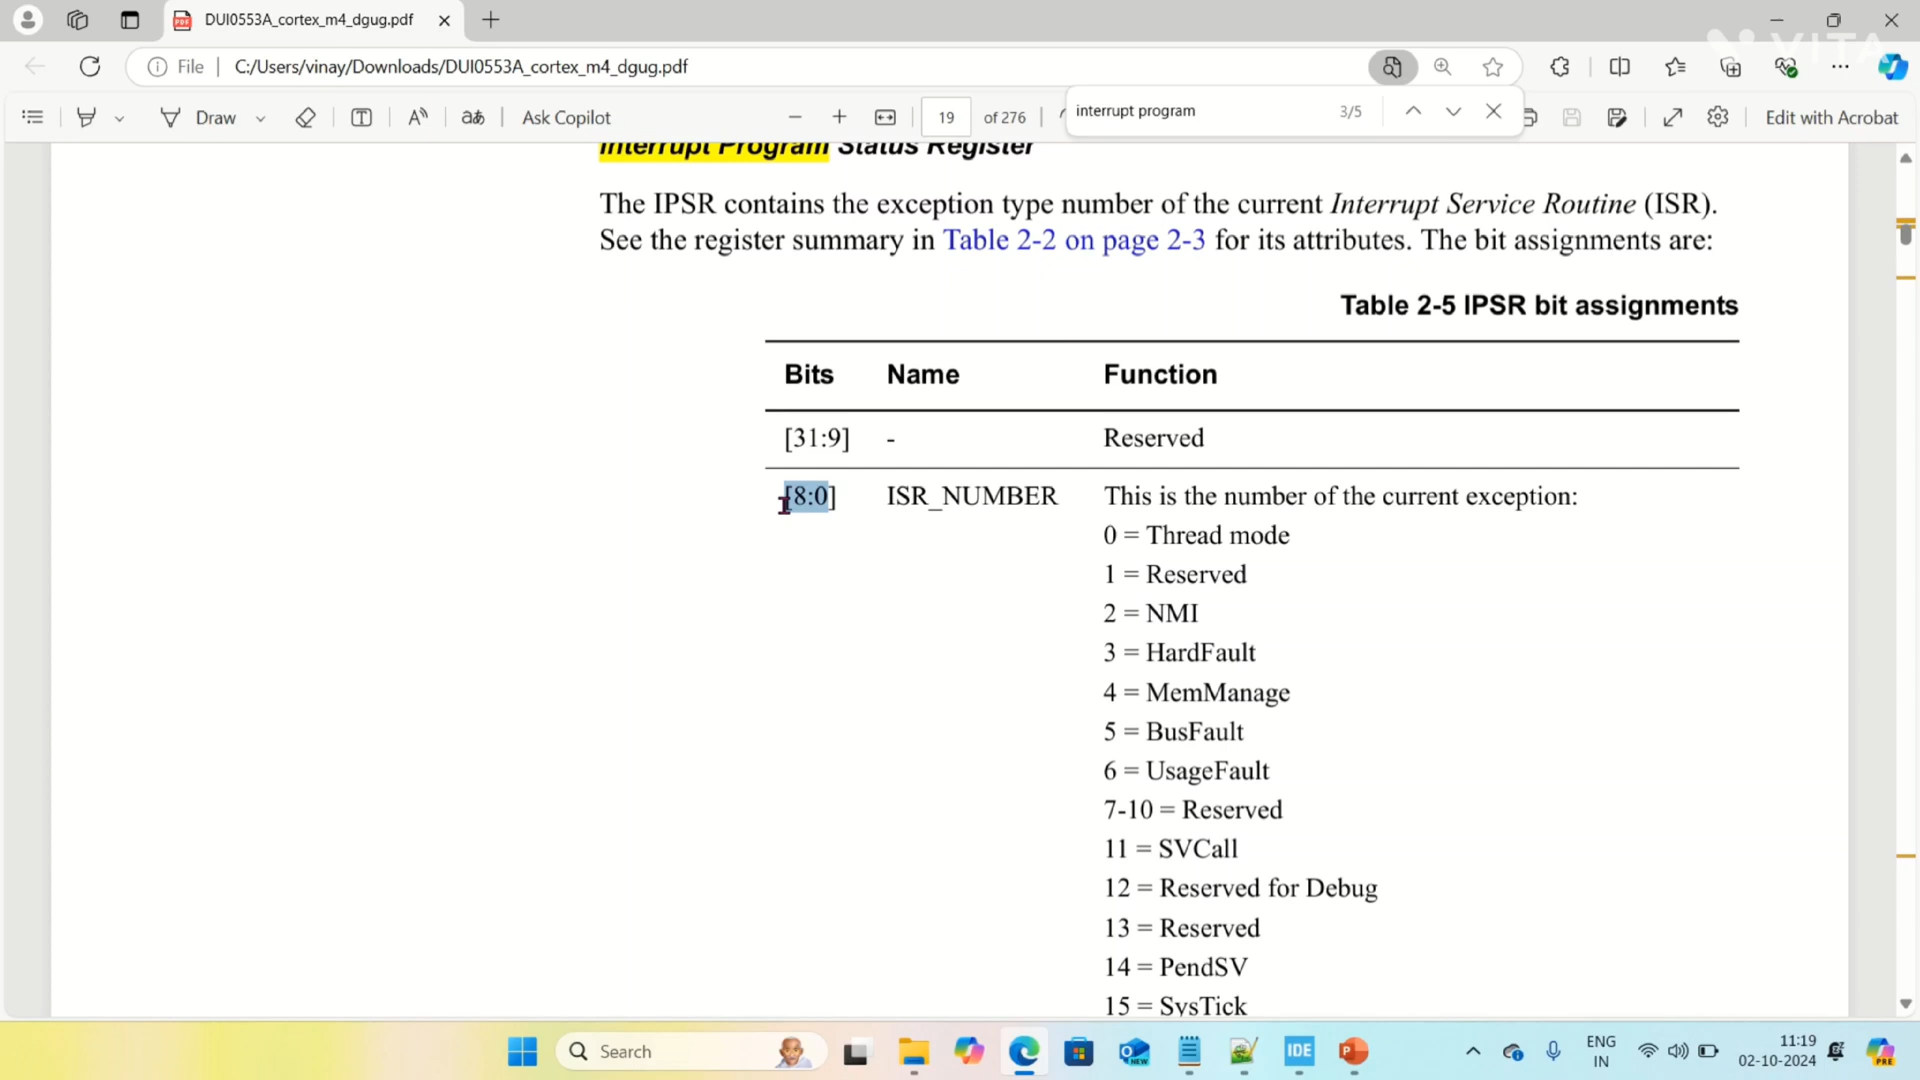 DUI0553A_cortex_m4_dgug.pdf
VITA
File
C:/Users/vinay/Downloads/DUI0553A_cortex_m4_dgug.pdf
interrupt program
3/5
Draw
aあ
Ask Copilot
19
of 276
Edit with Acrobat
Interrupt Program Status Register
The IPSR contains the exception type number of the current Interrupt Service Routine (ISR).
See the register summary in Table 2-2 on page 2-3 for its attributes. The bit assignments are:
Table 2-5 IPSR bit assignments
Bits Name Function
[31:9] - Reserved
[8:0] ISR_NUMBER This is the number of the current exception:
0 = Thread mode
1 = Reserved
2 = NMI
3 = HardFault
4 = MemManage
5 = BusFault
6 = UsageFault
7-10 = Reserved
11 = SVCall
12 = Reserved for Debug
13 = Reserved
14 = PendSV
15 = SysTick
Search
NEW
IDE
ENG
IN
11:19
02-10-2024
PRE